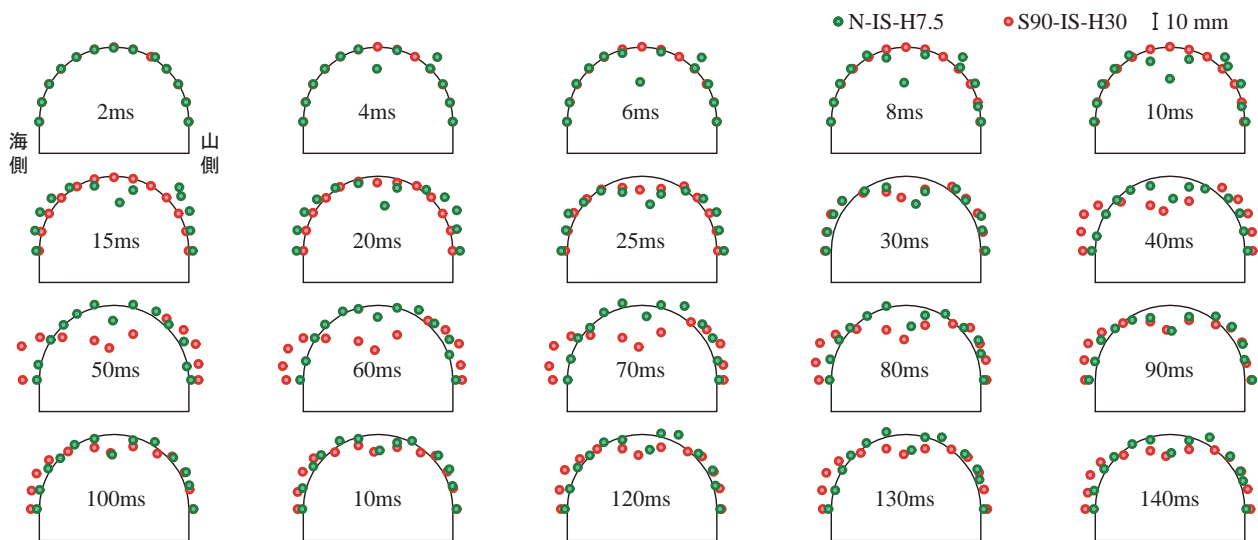 N-IS-H7.5 S90-IS-H30 10 mm
2ms 4ms 6ms 8ms 10ms
海側 山側
15ms 20ms 25ms 30ms 40ms
50ms 60ms 70ms 80ms 90ms
100ms 10ms 120ms 130ms 140ms